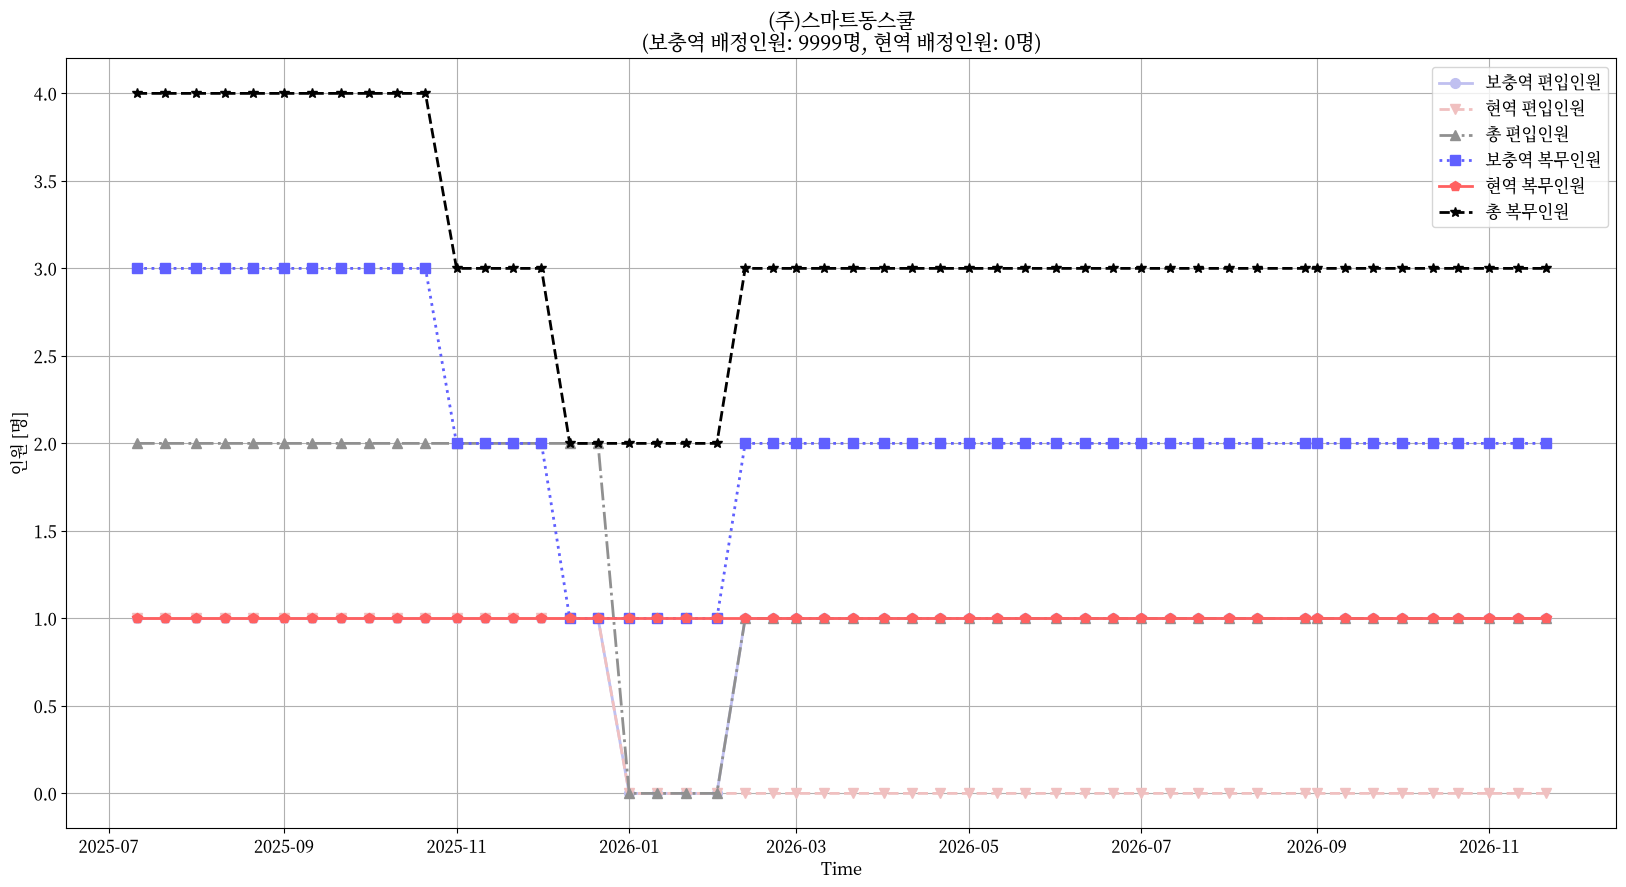 (주)스마트동스쿨
(보충역 배정인원: 9999명, 현역 배정인원: 0명)
보충역 편입인원
현역 편입인원
총 편입인원
보충역 복무인원
현역 복무인원
총 복무인원
인원 [명]
4.0
3.5
3.0
2.5
2.0
1.5
1.0
0.5
0.0
2025-07 2025-09 2025-11 2026-01 2026-03 2026-05 2026-07 2026-09 2026-11
Time